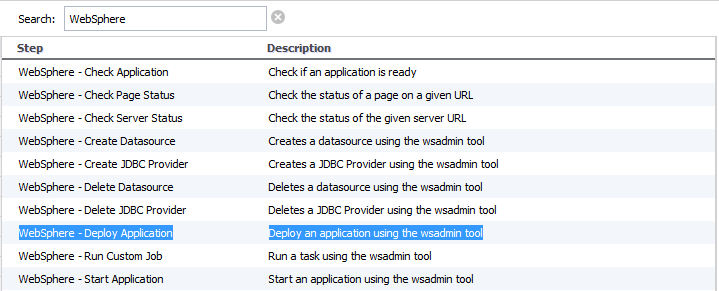 Search: WebSphere
Step Description
WebSphere - Check Application Check if an application is ready
WebSphere - Check Page Status Check the status of a page on a given URL
WebSphere - Check Server Status Check the status of the given server URL
WebSphere - Create Datasource Creates a datasource using the wsadmin tool
WebSphere - Create JDBC Provider Creates a JDBC Provider using the wsadmin tool
WebSphere - Delete Datasource Deletes a datasource using the wsadmin tool
WebSphere - Delete JDBC Provider Deletes a JDBC Provider using the wsadmin tool
WebSphere - Deploy Application Deploy an application using the wsadmin tool
WebSphere - Run Custom Job Run a task using the wsadmin tool
WebSphere - Start Application Start an application using the wsadmin tool